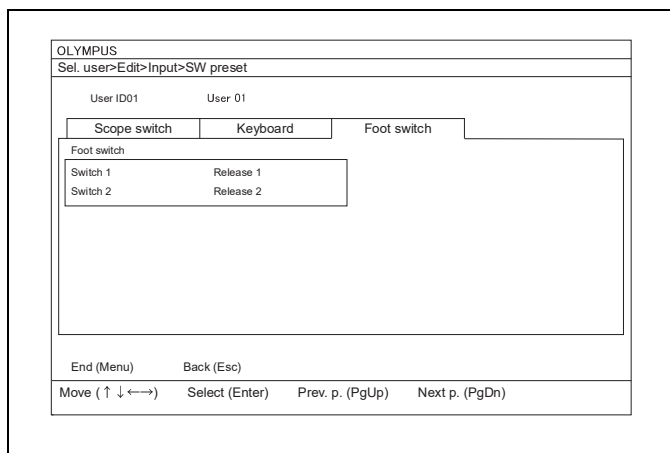 OLYMPUS
Sel. user>Edit>Input>SW preset
User ID01 User 01
Scope switch Keyboard Foot switch
Foot switch
Switch 1 Release 1
Switch 2 Release 2
End (Menu) Back (Esc)
Move (↑↓←→) Select (Enter) Prev. p. (PgUp) Next p. (PgDn)